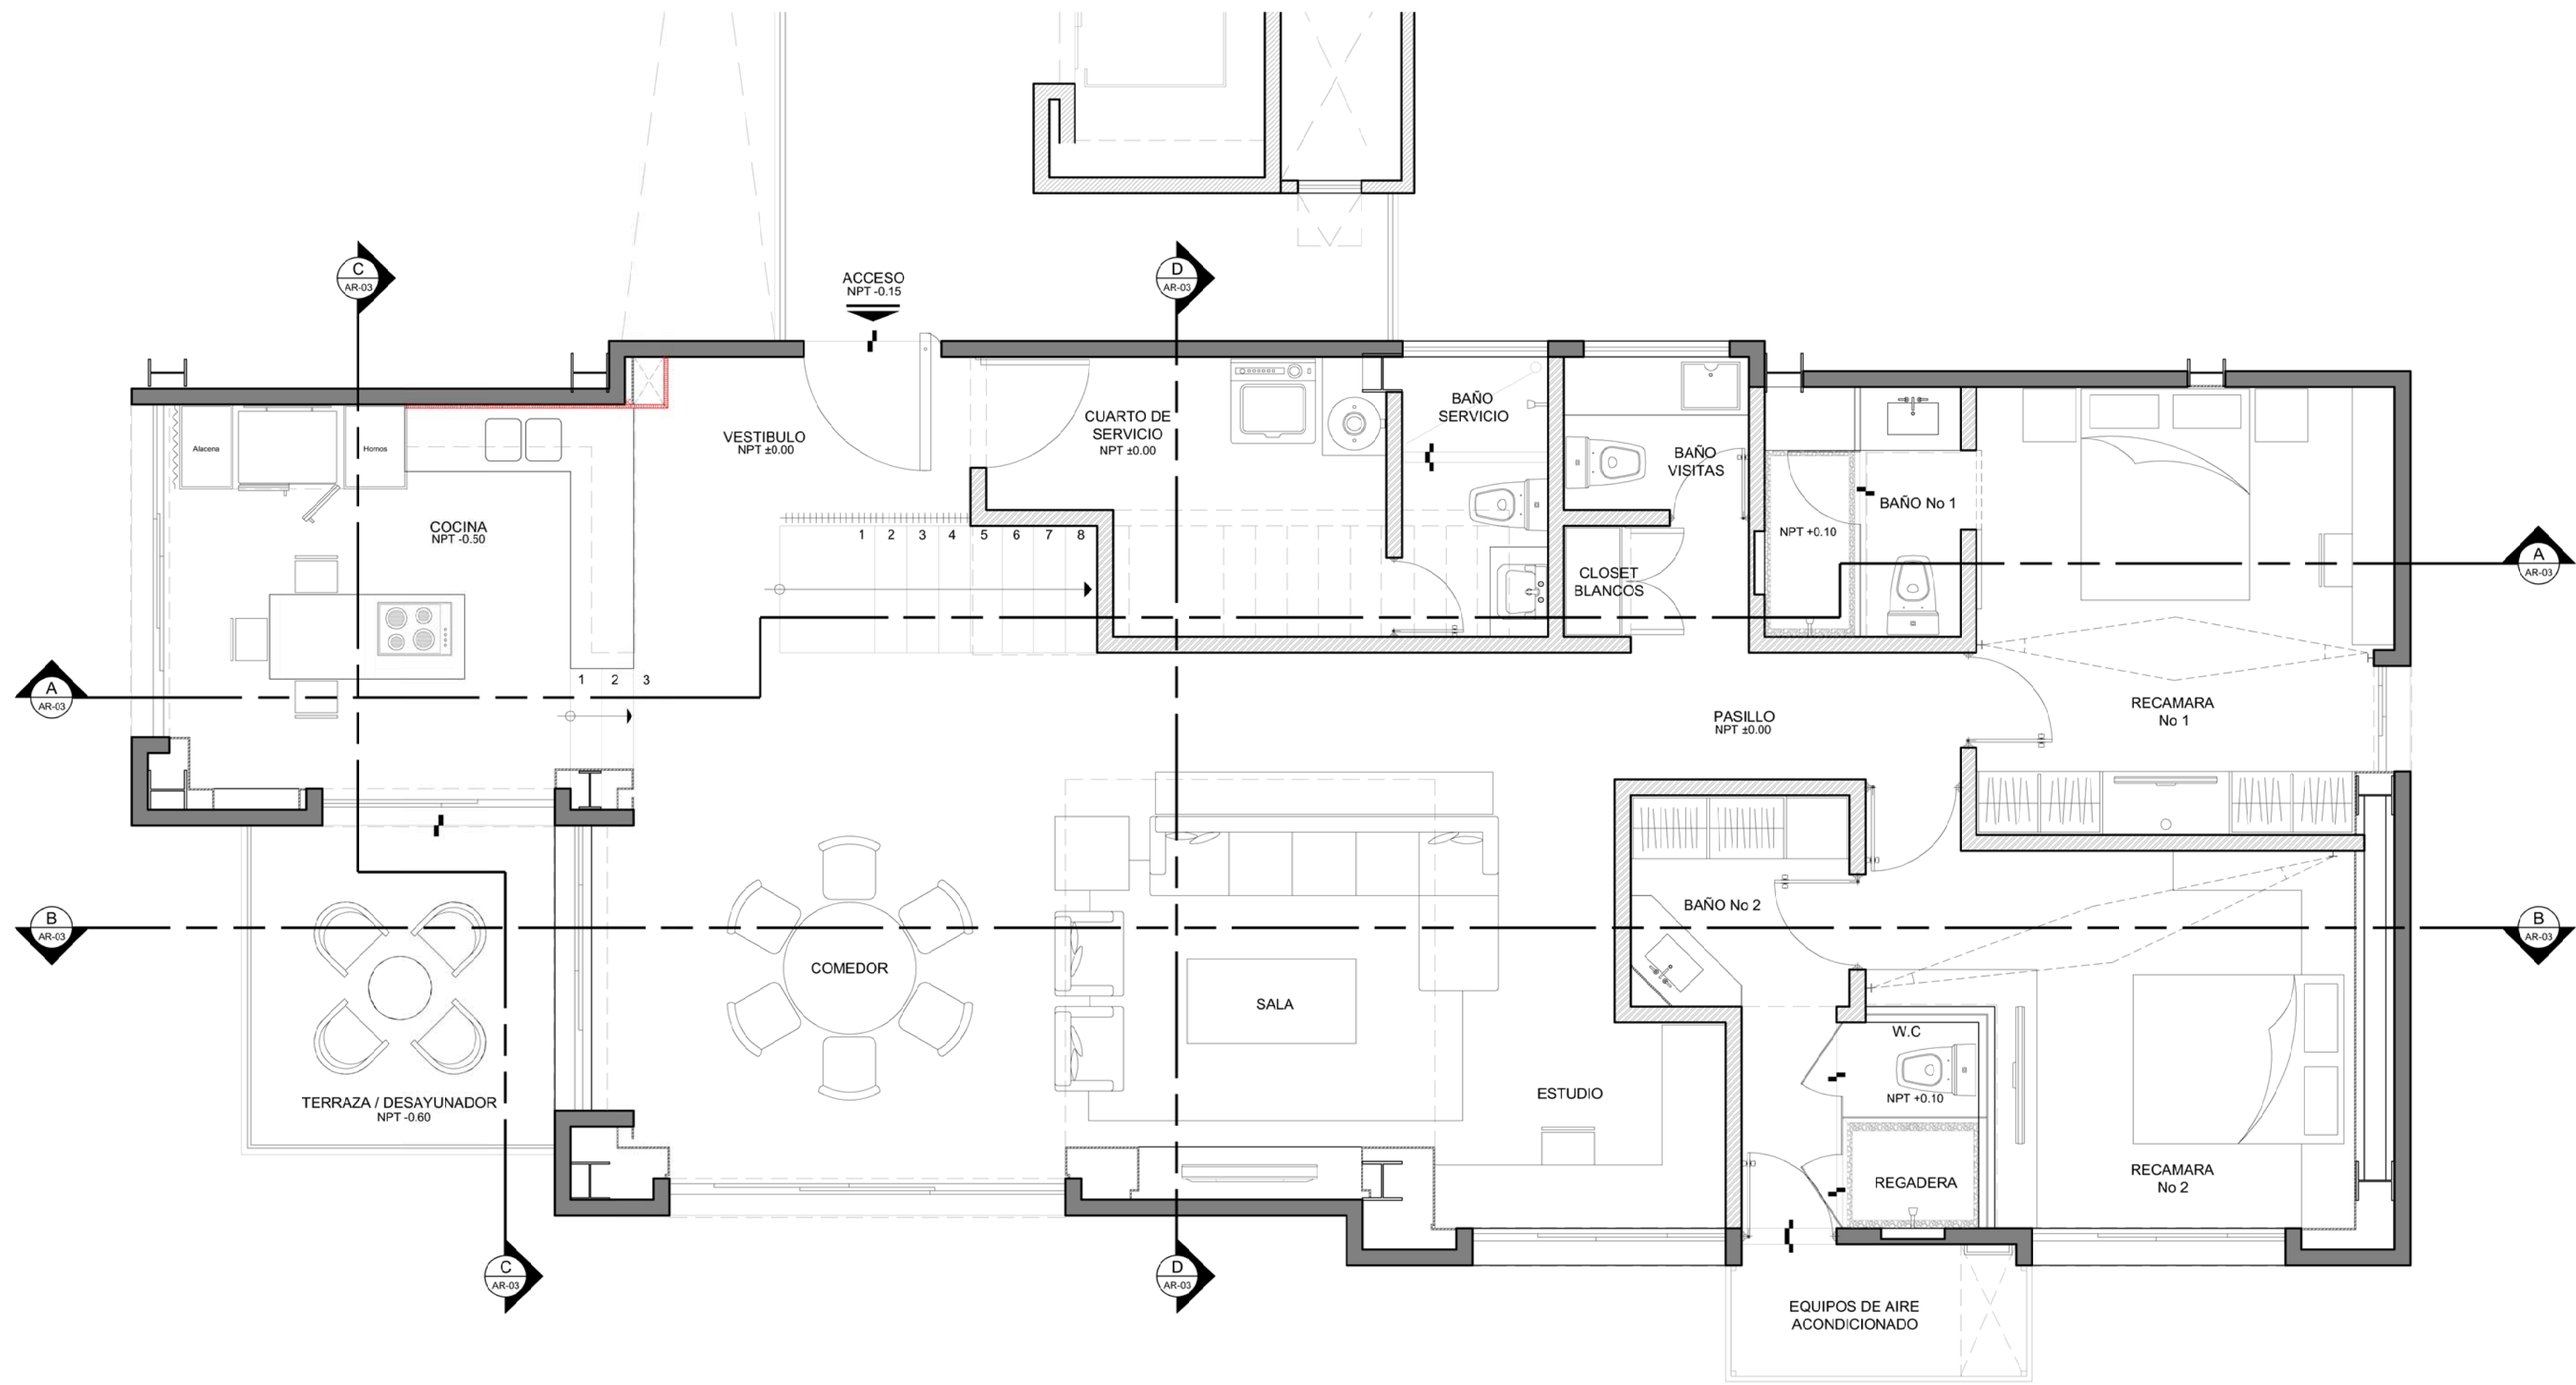 C
AR-03
ACCESO
NPT -0.15
D
AR-03
Alacena
Hornos
COCINA
NPT -0.50
VESTIBULO
NPT ±0.00
CUARTO DE
SERVICIO
NPT ±0.00
BAÑO
SERVICIO
BAÑO
VISITAS
BAÑO No 1
NPT +0.10
1 2 3 4 5 6 7 8
CLOSET
BLANCOS
A
AR-03
A
AR-03
1 2 3
PASILLO
NPT ±0.00
RECAMARA
No 1
B
AR-03
COMEDOR
SALA
BAÑO No 2
B
AR-03
TERRAZA / DESAYUNADOR
NPT -0.60
ESTUDIO
W.C
NPT +0.10
REGADERA
RECAMARA
No 2
C
AR-03
D
AR-03
EQUIPOS DE AIRE
ACONDICIONADO